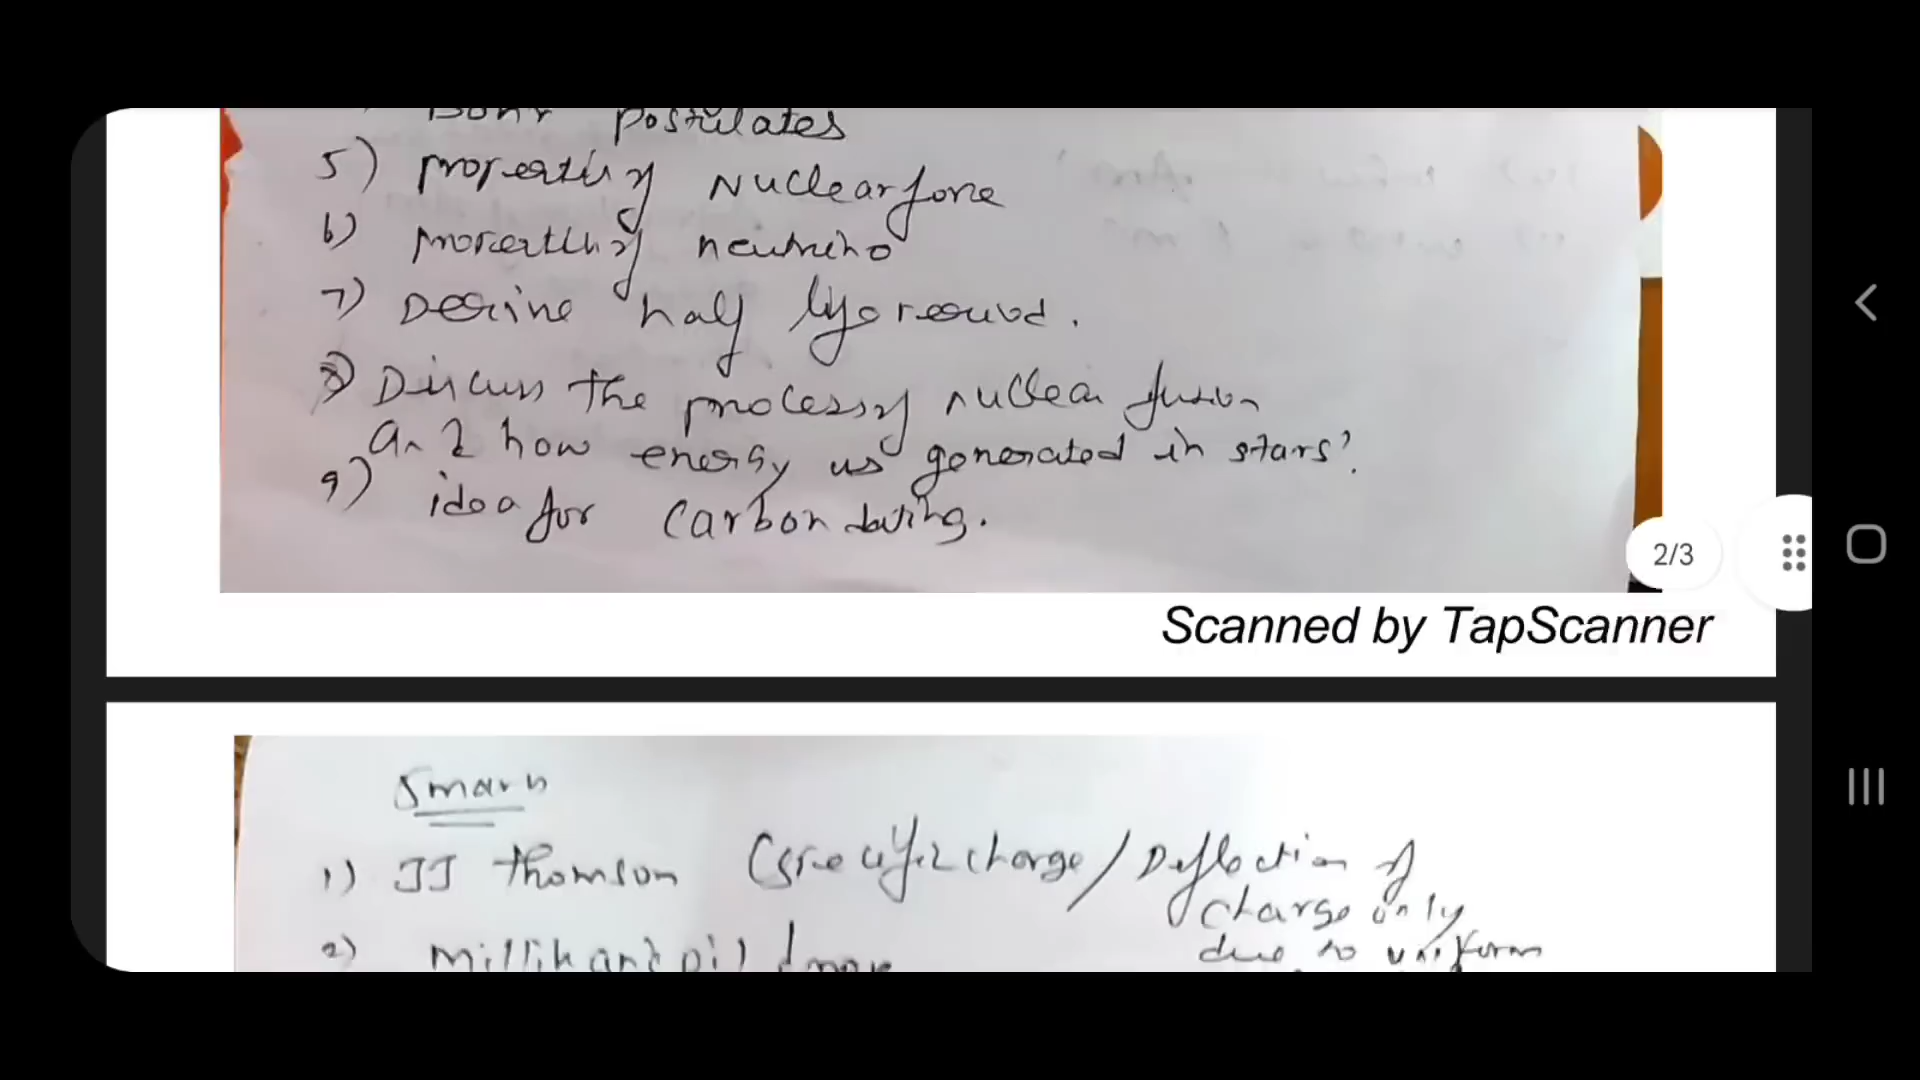 Bohr postulates
5) properties of Nuclear force
6) properties of neutrino
7) Derive half life period.
8) Discuss the process of nuclear fusion
and how energy is generated in stars?
9) idea for carbon dating.
2/3
Scanned by TapScanner
5 marks
1) JJ Thomson (specific charge / Deflection of
charge only
due to uniform
2) millikan oil drop